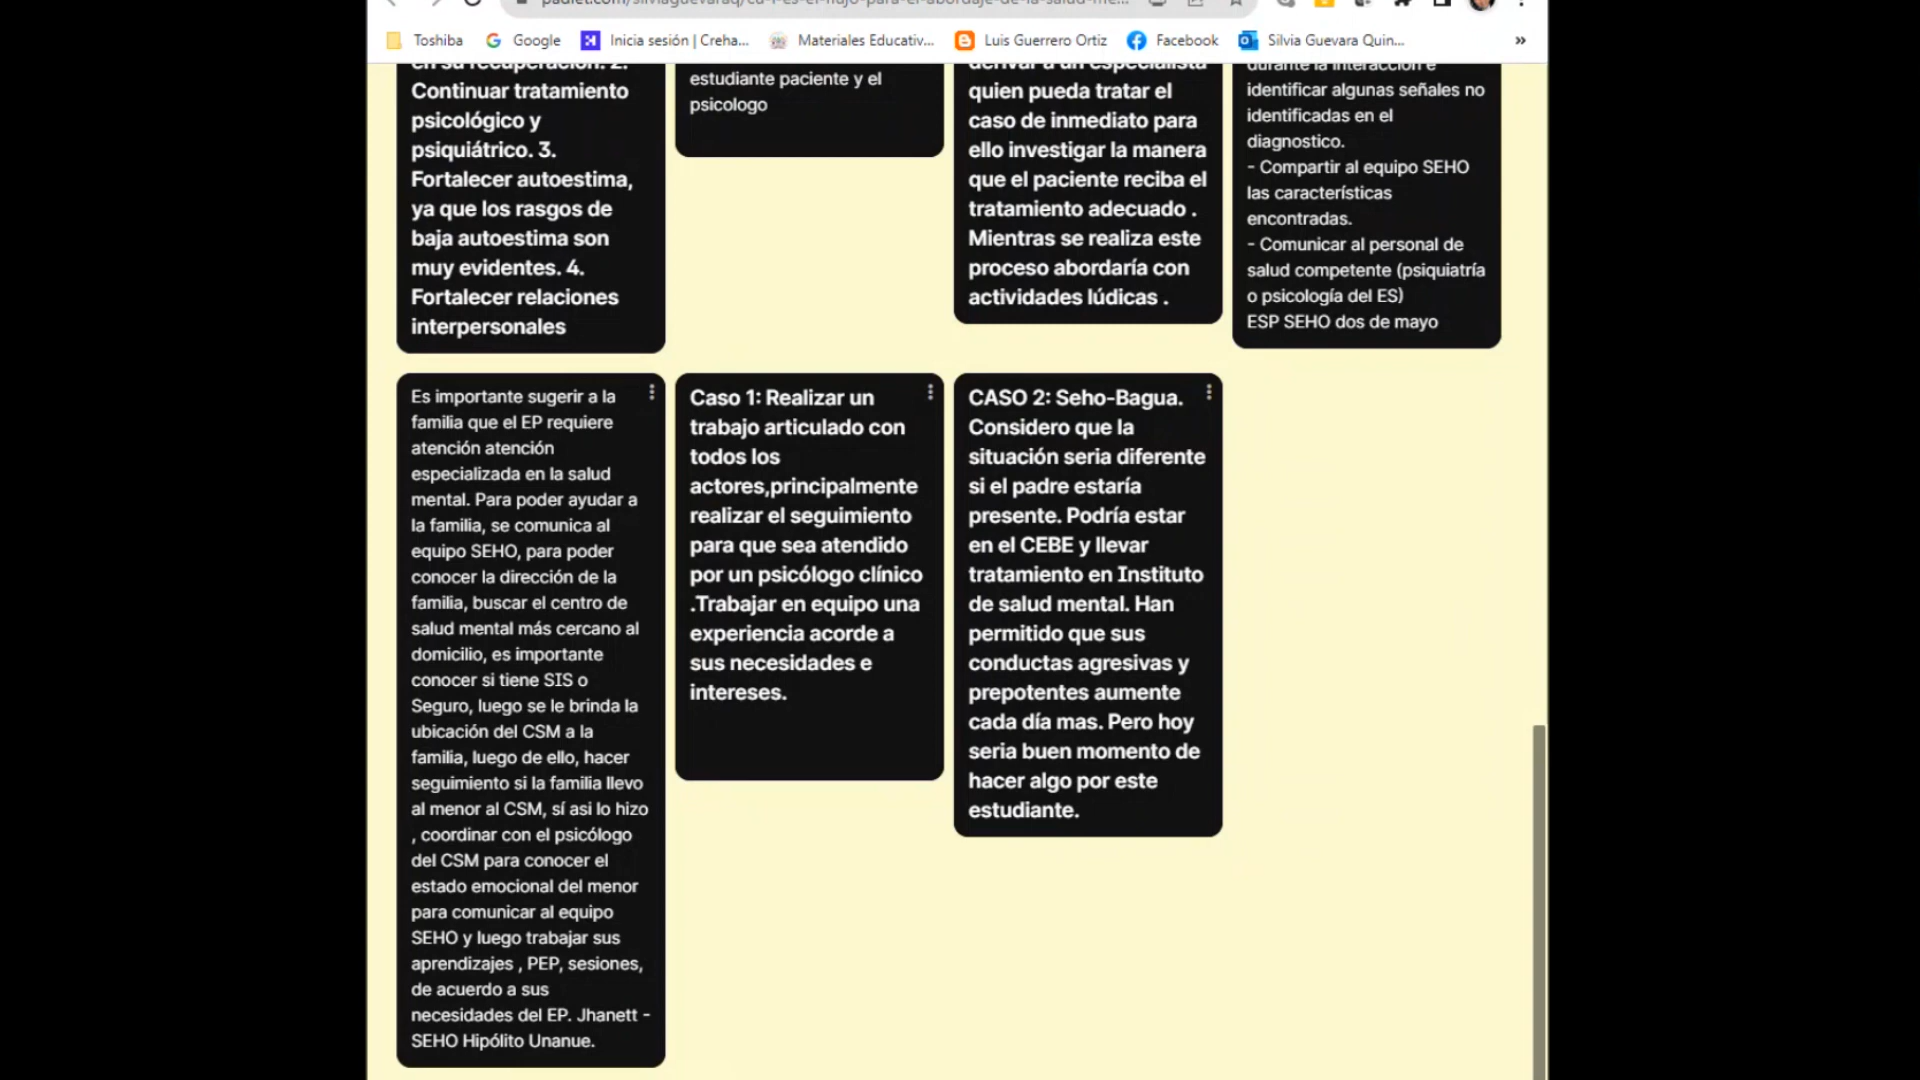 Toshiba
Google
Inicia sesión | Creha...
Materiales Educativ...
Luis Guerrero Ortiz
Facebook
Silvia Guevara Quin...
»
en su recuperación. 2.
Continuar tratamiento
psicológico y
psiquiátrico. 3.
Fortalecer autoestima,
ya que los rasgos de
baja autoestima son
muy evidentes. 4.
Fortalecer relaciones
interpersonales
estudiante paciente y el
psicologo
derivar a un especialista
quien pueda tratar el
caso de inmediato para
ello investigar la manera
que el paciente reciba el
tratamiento adecuado .
Mientras se realiza este
proceso abordaría con
actividades lúdicas .
durante la interacción e
identificar algunas señales no
identificadas en el
diagnostico.
- Compartir al equipo SEHO
las características
encontradas.
- Comunicar al personal de
salud competente (psiquiatría
o psicología del ES)
ESP SEHO dos de mayo
Es importante sugerir a la
familia que el EP requiere
atención atención
especializada en la salud
mental. Para poder ayudar a
la familia, se comunica al
equipo SEHO, para poder
conocer la dirección de la
familia, buscar el centro de
salud mental más cercano al
domicilio, es importante
conocer si tiene SIS o
Seguro, luego se le brinda la
ubicación del CSM a la
familia, luego de ello, hacer
seguimiento si la familia llevo
al menor al CSM, sí asi lo hizo
, coordinar con el psicólogo
del CSM para conocer el
estado emocional del menor
para comunicar al equipo
SEHO y luego trabajar sus
aprendizajes , PEP, sesiones,
de acuerdo a sus
necesidades del EP. Jhanett -
SEHO Hipólito Unanue.
Caso 1: Realizar un
trabajo articulado con
todos los
actores,principalmente
realizar el seguimiento
para que sea atendido
por un psicólogo clínico
.Trabajar en equipo una
experiencia acorde a
sus necesidades e
intereses.
CASO 2: Seho-Bagua.
Considero que la
situación seria diferente
si el padre estaría
presente. Podría estar
en el CEBE y llevar
tratamiento en Instituto
de salud mental. Han
permitido que sus
conductas agresivas y
prepotentes aumente
cada día mas. Pero hoy
seria buen momento de
hacer algo por este
estudiante.